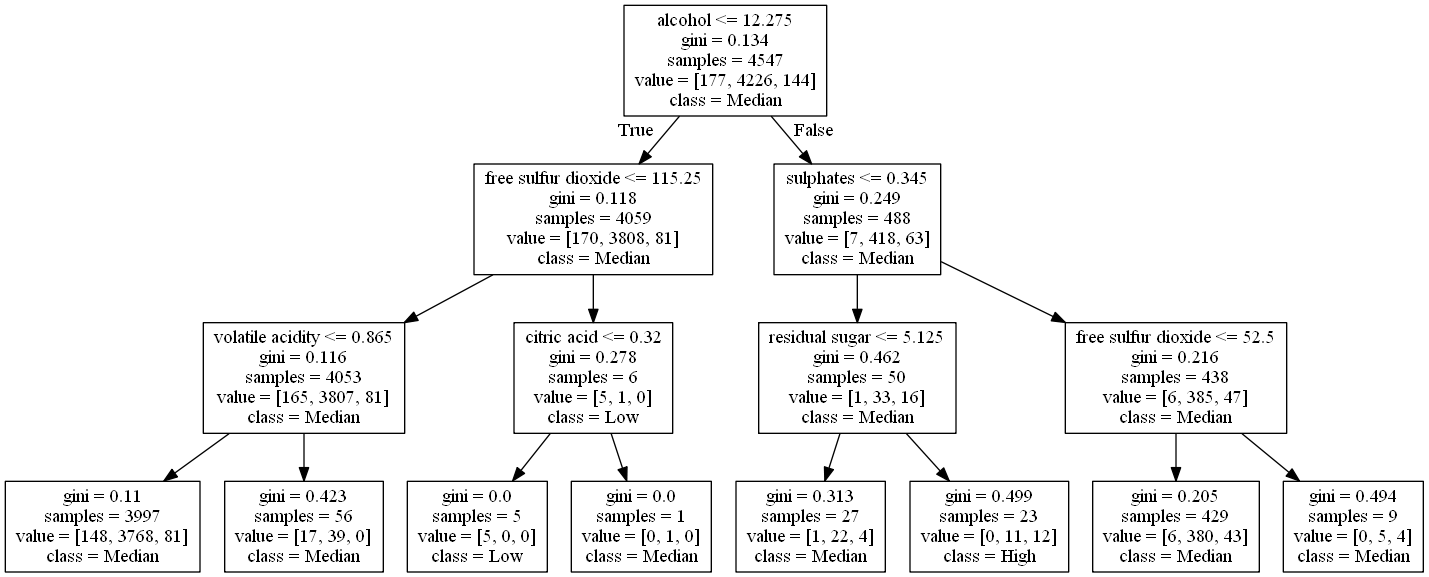 alcohol <= 12.275
gini = 0.134
samples = 4547
value = [177, 4226, 144]
class = Median
True
False
free sulfur dioxide <= 115.25
gini = 0.118
samples = 4059
value = [170, 3808, 81]
class = Median
sulphates <= 0.345
gini = 0.249
samples = 488
value = [7, 418, 63]
class = Median
volatile acidity <= 0.865
gini = 0.116
samples = 4053
value = [165, 3807, 81]
class = Median
citric acid <= 0.32
gini = 0.278
samples = 6
value = [5, 1, 0]
class = Low
residual sugar <= 5.125
gini = 0.462
samples = 50
value = [1, 33, 16]
class = Median
free sulfur dioxide <= 52.5
gini = 0.216
samples = 438
value = [6, 385, 47]
class = Median
gini = 0.11
samples = 3997
value = [148, 3768, 81]
class = Median
gini = 0.423
samples = 56
value = [17, 39, 0]
class = Median
gini = 0.0
samples = 5
value = [5, 0, 0]
class = Low
gini = 0.0
samples = 1
value = [0, 1, 0]
class = Median
gini = 0.313
samples = 27
value = [1, 22, 4]
class = Median
gini = 0.499
samples = 23
value = [0, 11, 12]
class = High
gini = 0.205
samples = 429
value = [6, 380, 43]
class = Median
gini = 0.494
samples = 9
value = [0, 5, 4]
class = Median